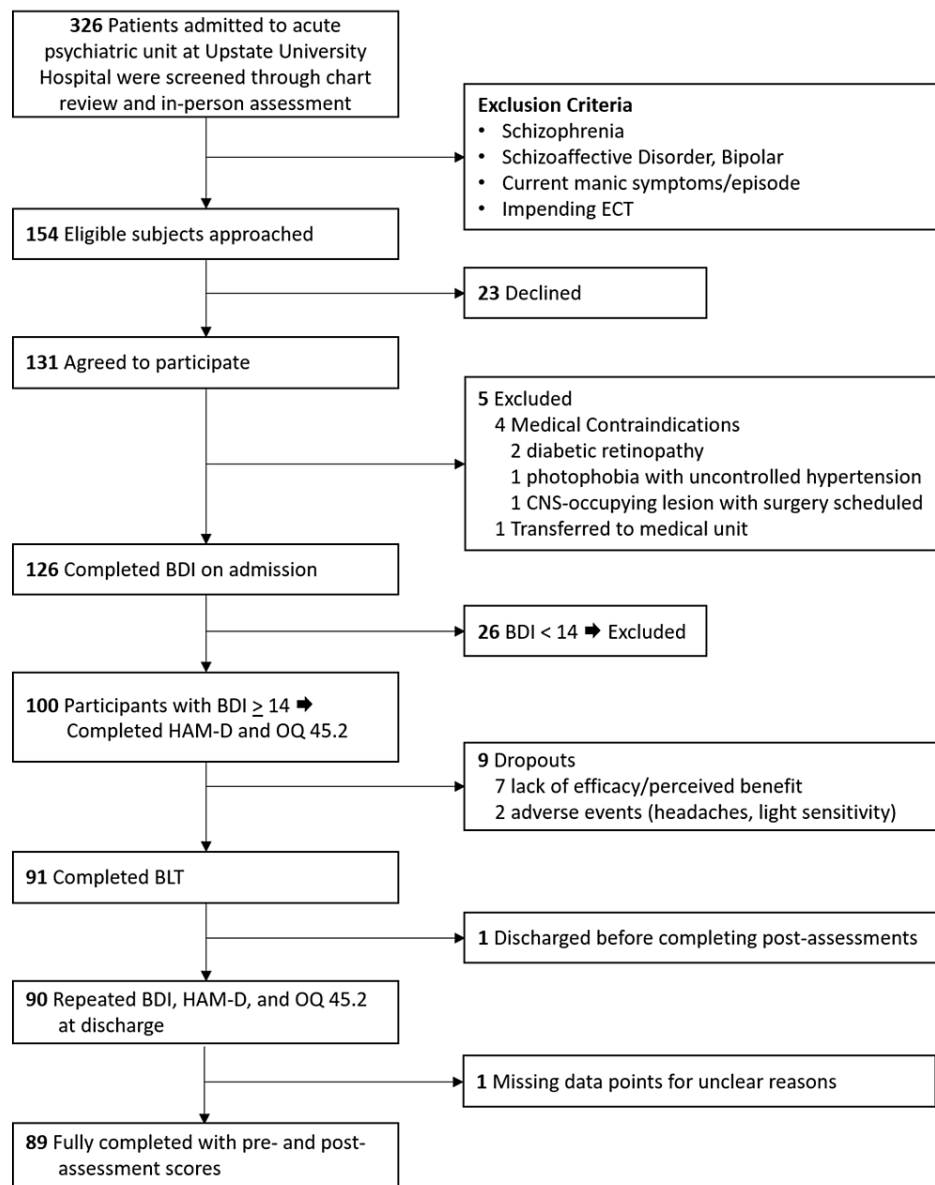 326 Patients admitted to acute
psychiatric unit at Upstate University
Hospital were screened through chart
review and in-person assessment
Exclusion Criteria
• Schizophrenia
• Schizoaffective Disorder, Bipolar
• Current manic symptoms/episode
• Impending ECT
154 Eligible subjects approached
23 Declined
131 Agreed to participate
5 Excluded
4 Medical Contraindications
2 diabetic retinopathy
1 photophobia with uncontrolled hypertension
1 CNS-occupying lesion with surgery scheduled
1 Transferred to medical unit
126 Completed BDI on admission
26 BDI < 14 🡆 Excluded
100 Participants with BDI ≥ 14 🡆
Completed HAM-D and OQ 45.2
9 Dropouts
7 lack of efficacy/perceived benefit
2 adverse events (headaches, light sensitivity)
91 Completed BLT
1 Discharged before completing post-assessments
90 Repeated BDI, HAM-D, and OQ 45.2
at discharge
1 Missing data points for unclear reasons
89 Fully completed with pre- and post-
assessment scores